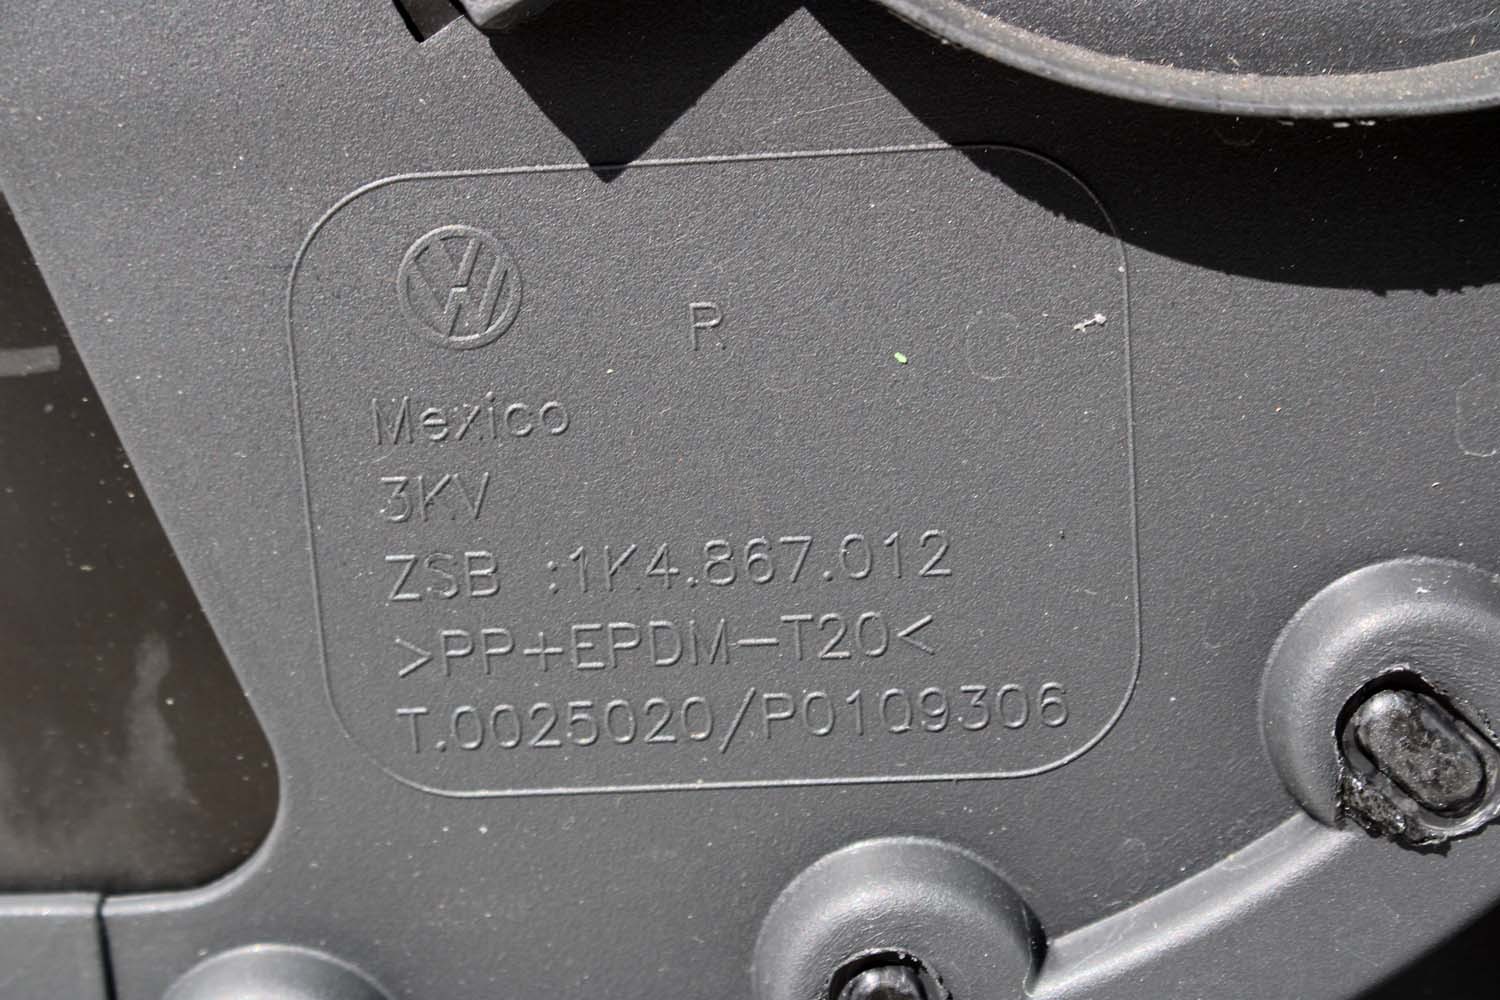 R
Mexico
3KV
ZSB :1K4.867.012
>PP+EPDM-T20<
T.0025020/P0109306